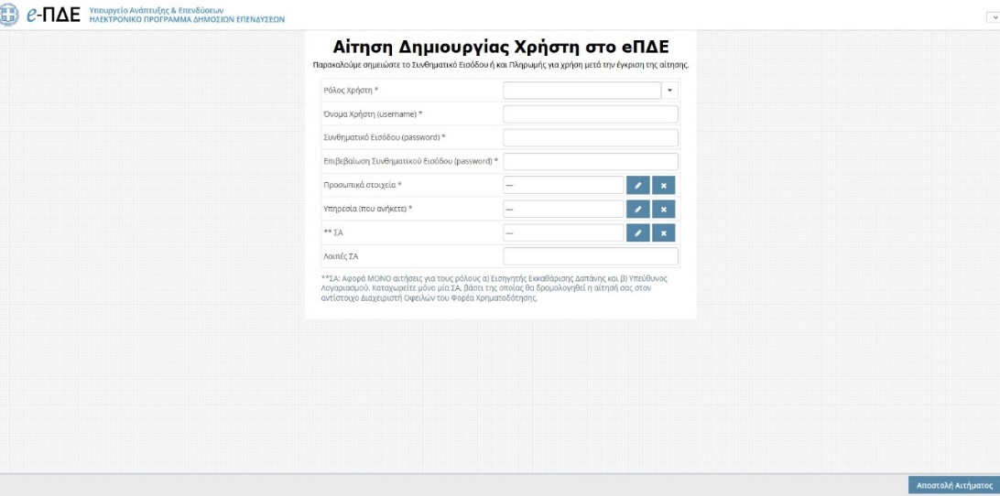 e-ΠΔΕ
Υπουργείο Ανάπτυξης & Επενδύσεων
ΗΛΕΚΤΡΟΝΙΚΟ ΠΡΟΓΡΑΜΜΑ ΔΗΜΟΣΙΩΝ ΕΠΕΝΔΥΣΕΩΝ
Αίτηση Δημιουργίας Χρήστη στο eΠΔΕ
Παρακαλούμε σημειώστε το Συνθηματικό Εισόδου ή και Πληρωμής για χρήση μετά την έγκριση της αίτησης.
Ρόλος Χρήστη *
Όνομα Χρήστη (username) *
Συνθηματικό Εισόδου (password) *
Επιβεβαίωση Συνθηματικού Εισόδου (password) *
Προσωπικά στοιχεία * —
Υπηρεσία (που ανήκετε) * —
** ΣΑ —
Λοιπές ΣΑ
**ΣΑ: Αφορά ΜΟΝΟ αιτήσεις για τους ρόλους α) Εισηγητής Εκκαθάρισης Δαπάνης και β) Υπεύθυνος
Λογαριασμού. Καταχωρείτε μόνο μία ΣΑ, βάσει της οποίας θα δρομολογηθεί η αίτησή σας στον
αντίστοιχο Διαχειριστή Οφειλών του Φορέα Χρηματοδότησης.
Αποστολή Αιτήματος